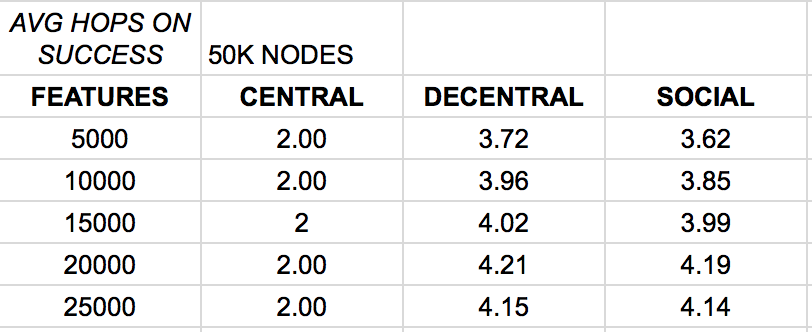 AVG HOPS ON
SUCCESS 50K NODES
FEATURES CENTRAL DECENTRAL SOCIAL
5000 2.00 3.72 3.62
10000 2.00 3.96 3.85
15000 2 4.02 3.99
20000 2.00 4.21 4.19
25000 2.00 4.15 4.14